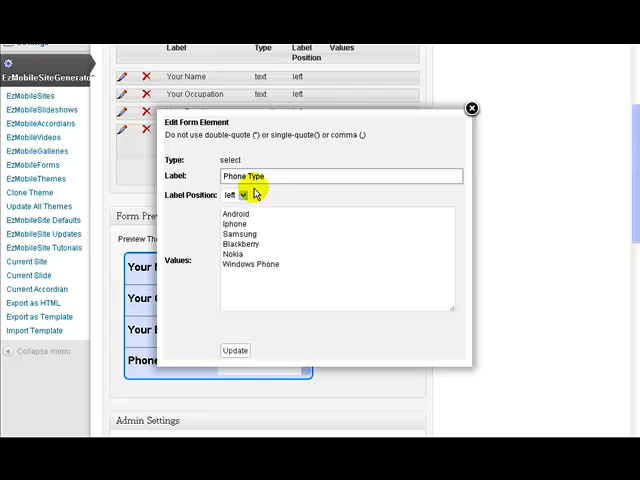 Label Type Label Position Values
EzMobileSiteGenerator
Your Name text left
Your Occupation text left
EzMobileSites
EzMobileSlideshows
EzMobileAccordians
EzMobileVideos
EzMobileGalleries
EzMobileForms
EzMobileThemes
Clone Theme
Update All Themes
EzMobileSite Defaults
EzMobileSite Updates
EzMobileSite Tutorials
Current Site
Current Slide
Current Accordian
Export as HTML
Export as Template
Import Template
Collapse menu
Edit Form Element
Do not use double-quote (") or single-quote(') or comma (,)
Type: select
Label: Phone Type
Label Position: left
Values:
Android
Iphone
Samsung
Blackberry
Nokia
Windows Phone
Update
Form Prev
Preview Th
Your N
Your
Your
Phone
Admin Settings